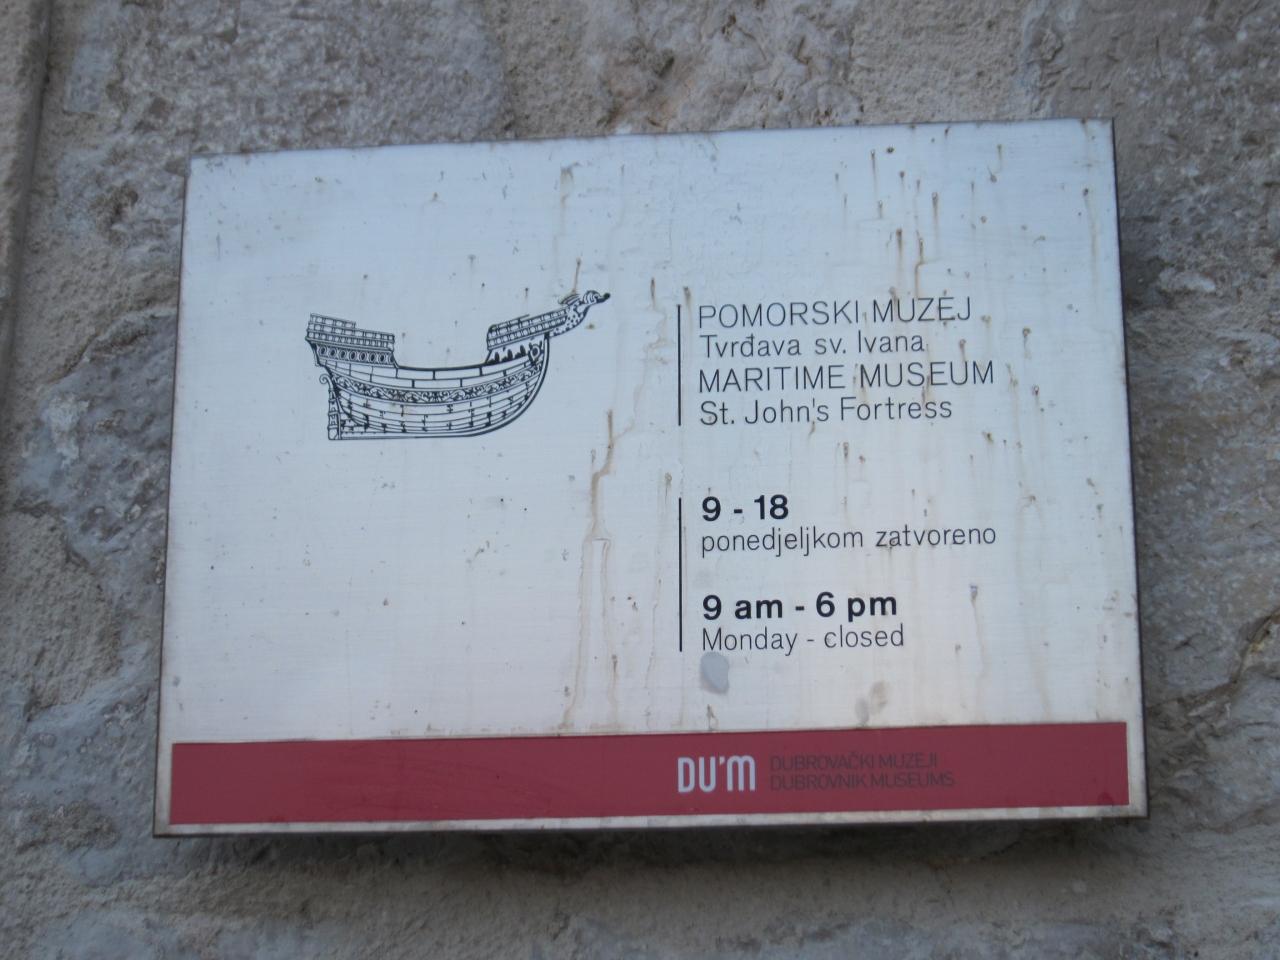 POMORSKI MUZEJ
Tvrđava sv. Ivana
MARITIME MUSEUM
St. John's Fortress
9 - 18
ponedjeljkom zatvoreno
9 am - 6 pm
Monday - closed
DU'M DUBROVAČKI MUZEJI
DUBROVNIK MUSEUMS